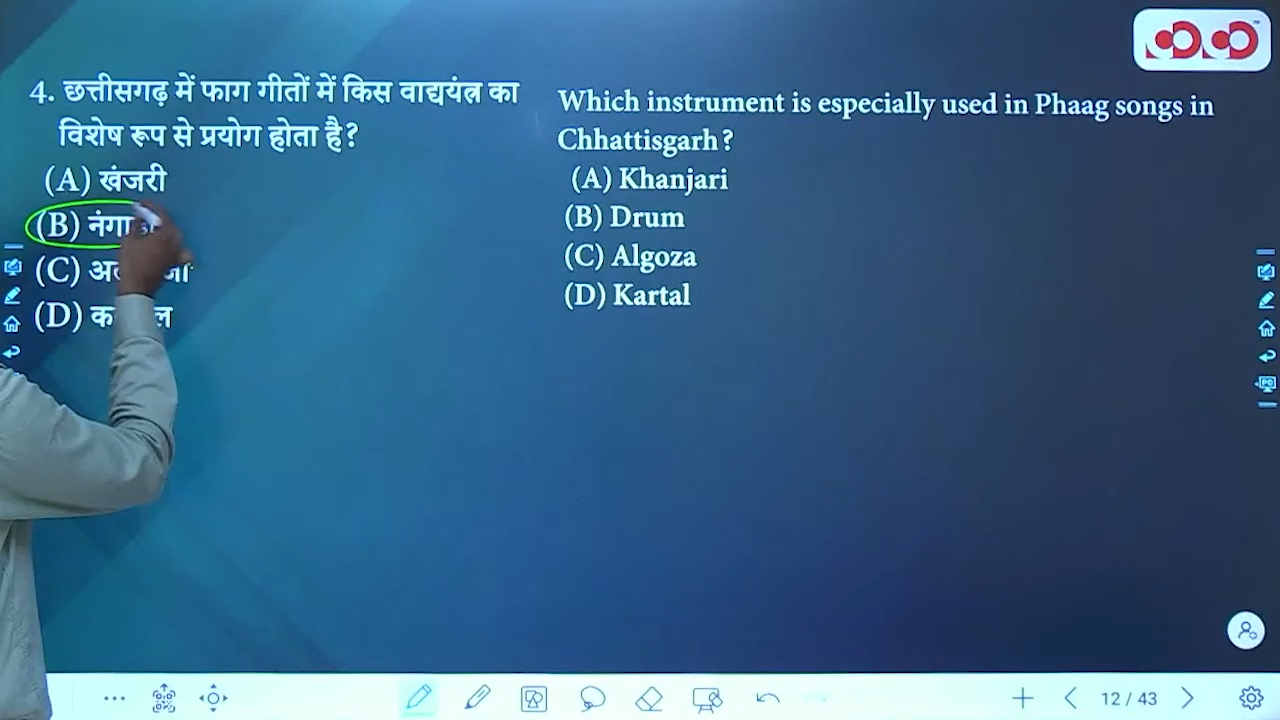 4. छत्तीसगढ़ में फाग गीतों में किस वाद्ययंत्र का
विशेष रूप से प्रयोग होता है?
(A) खंजरी
(B)
(C)
(D)
Which instrument is especially used in Phaag songs in
Chhattisgarh?
(A) Khanjari
(B) Drum
(C) Algoza
(D) Kartal
12 / 43